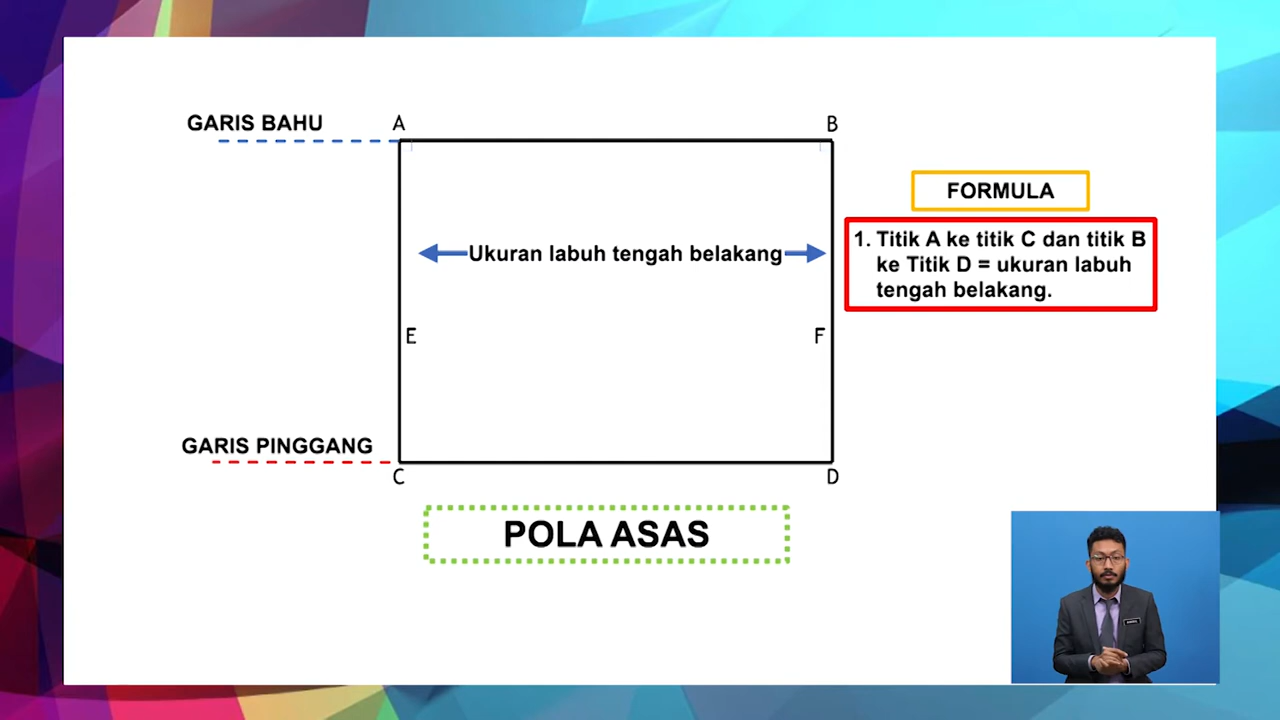 GARIS BAHU
A
B
FORMULA
1. Titik A ke titik C dan titik B
ke Titik D = ukuran labuh
tengah belakang.
Ukuran labuh tengah belakang
E
F
GARIS PINGGANG
C
D
POLA ASAS